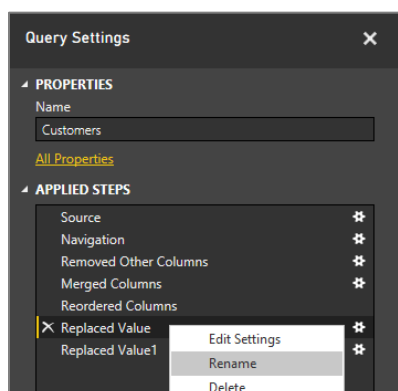 Query Settings
PROPERTIES
Name
Customers
All Properties
APPLIED STEPS
Source
Navigation
Removed Other Columns
Merged Columns
Reordered Columns
Replaced Value
Edit Settings
Replaced Value1
Rename
Delete